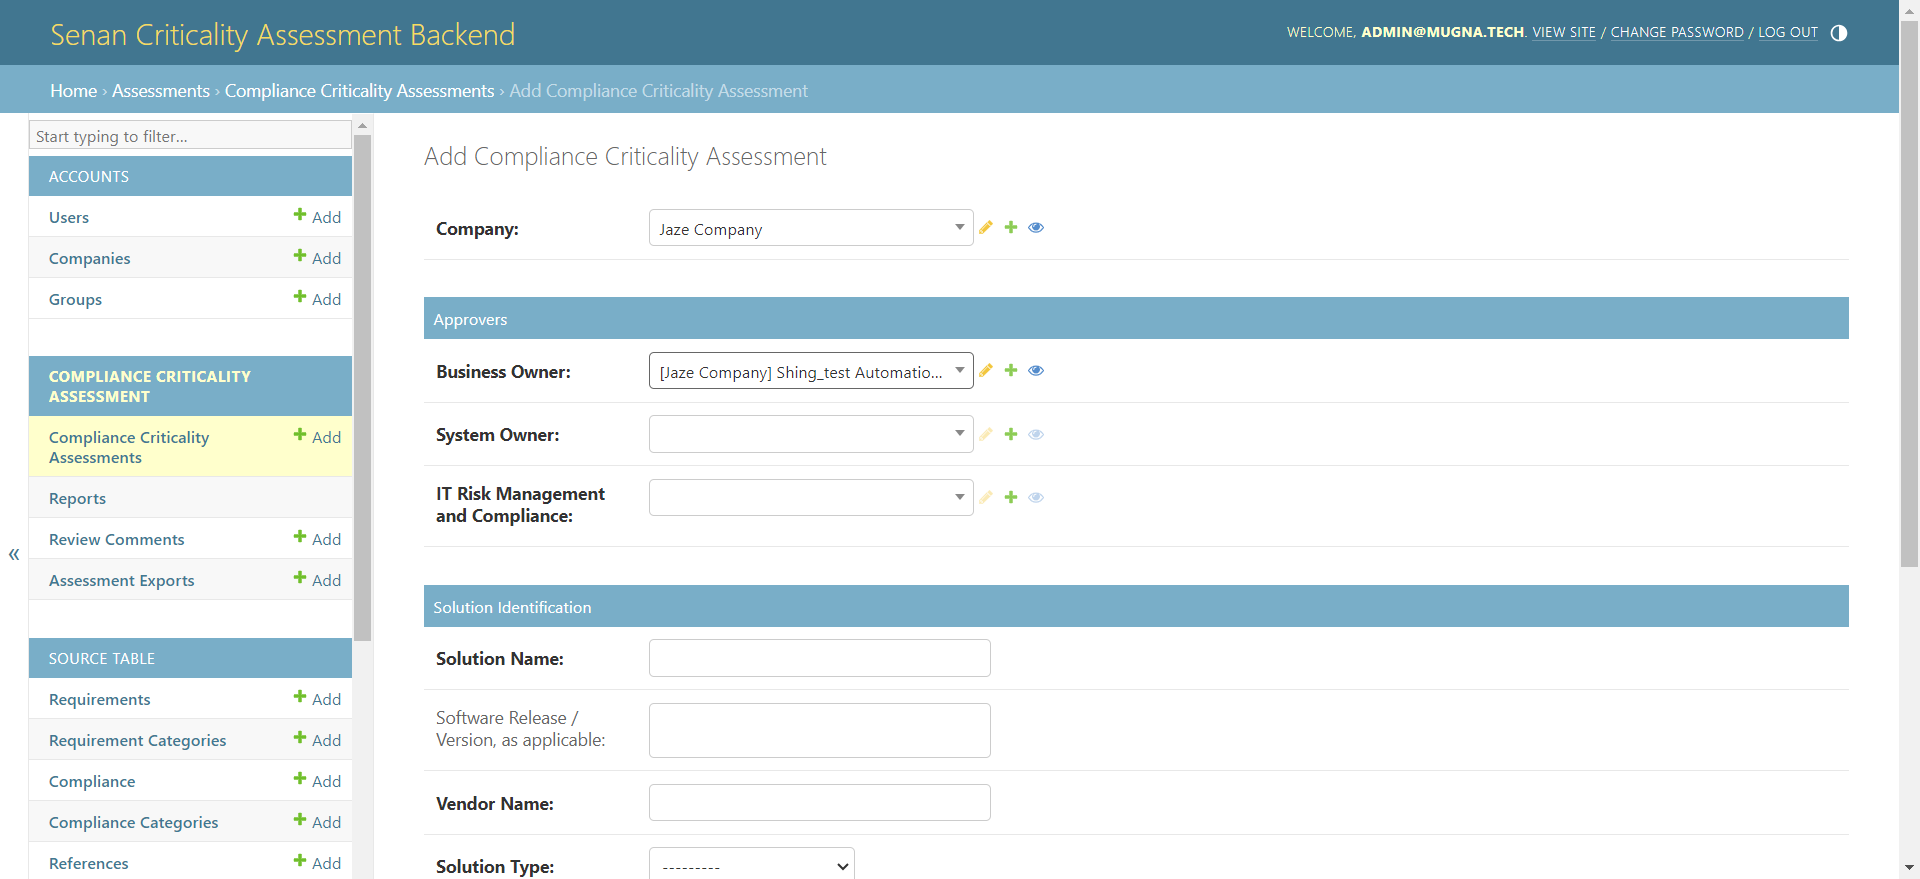 Senan Criticality Assessment Backend
WELCOME, ADMIN@MUGNA.TECH. VIEW SITE / CHANGE PASSWORD / LOG OUT
Home › Assessments › Compliance Criticality Assessments › Add Compliance Criticality Assessment
Start typing to filter...
ACCOUNTS
Users Add
Companies Add
Groups Add
COMPLIANCE CRITICALITY
ASSESSMENT
Compliance Criticality Add
Assessments
Reports
Review Comments Add
Assessment Exports Add
SOURCE TABLE
Requirements Add
Requirement Categories Add
Compliance Add
Compliance Categories Add
References Add
«
Add Compliance Criticality Assessment
Company: Jaze Company
Approvers
Business Owner: [Jaze Company] Shing_test Automatio...
System Owner:
IT Risk Management
and Compliance:
Solution Identification
Solution Name:
Software Release /
Version, as applicable:
Vendor Name:
Solution Type: ---------